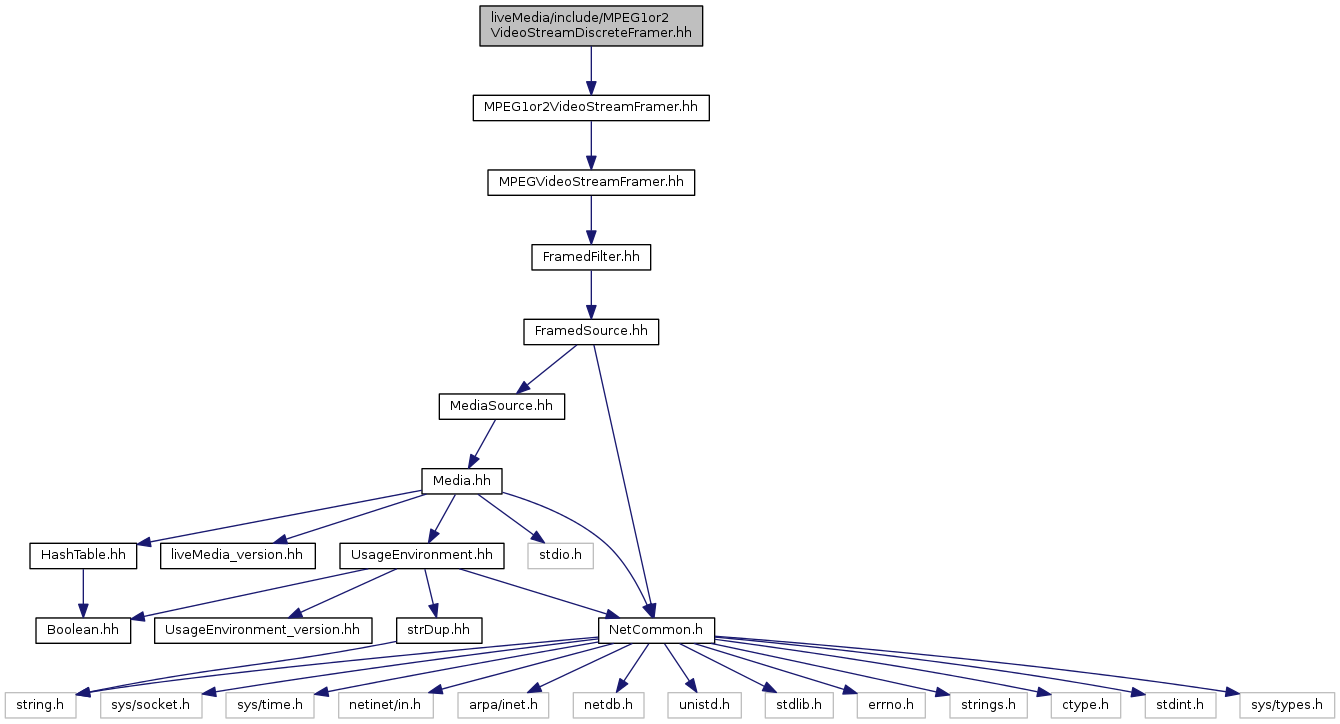 liveMedia/include/MPEG1or2
VideoStreamDiscreteFramer.hh
MPEG1or2VideoStreamFramer.hh
MPEGVideoStreamFramer.hh
FramedFilter.hh
FramedSource.hh
MediaSource.hh
Media.hh
HashTable.hh
liveMedia_version.hh
UsageEnvironment.hh
stdio.h
Boolean.hh
UsageEnvironment_version.hh
strDup.hh
NetCommon.h
string.h
sys/socket.h
sys/time.h
netinet/in.h
arpa/inet.h
netdb.h
unistd.h
stdlib.h
errno.h
strings.h
ctype.h
stdint.h
sys/types.h